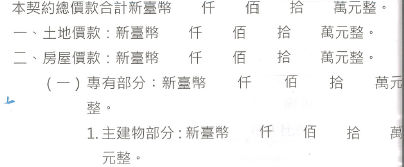 本契約總價款合計新臺幣　　仟　　佰　　拾　　萬元整。
一、土地價款：新臺幣　　仟　　佰　　拾　　萬元整。
二、房屋價款：新臺幣　　仟　　佰　　拾　　萬元整。
（一）專有部分：新臺幣　　仟　　佰　　拾　　萬元
整。
1. 主建物部分：新臺幣　　仟　　佰　　拾　　萬
元整。